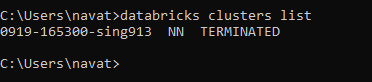 C:\Users\navat>databricks clusters list
0919-165300-sing913  NN  TERMINATED
C:\Users\navat>